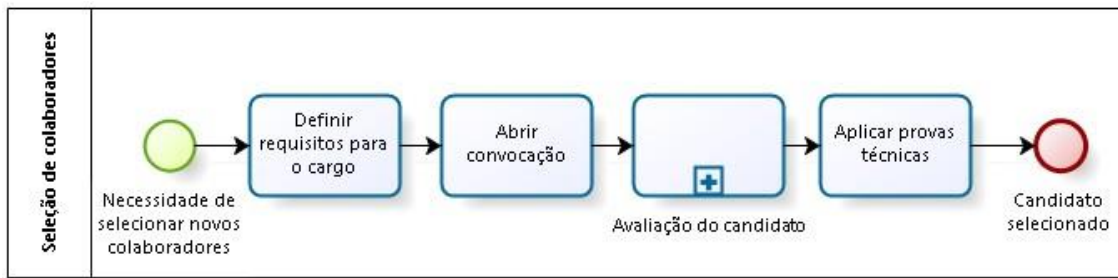 Seleção de colaboradores
Necessidade de
selecionar novos
colaboradores
Definir
requisitos para
o cargo
Abrir
convocação
Avaliação do candidato
Aplicar provas
técnicas
Candidato
selecionado